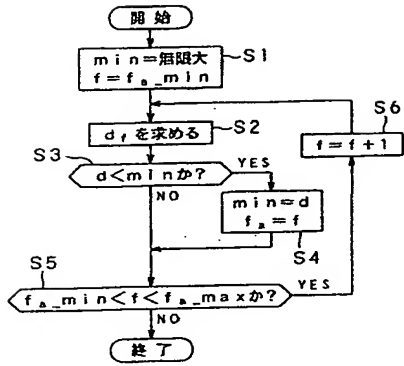 開始
min=無限大
f=fa_min
S1
S6
dfを求める
S2
f=f+1
S3
d<minか?
YES
NO
min=d
fa=f
S4
S5
fa_min<f<fa_maxか?
YES
NO
終了